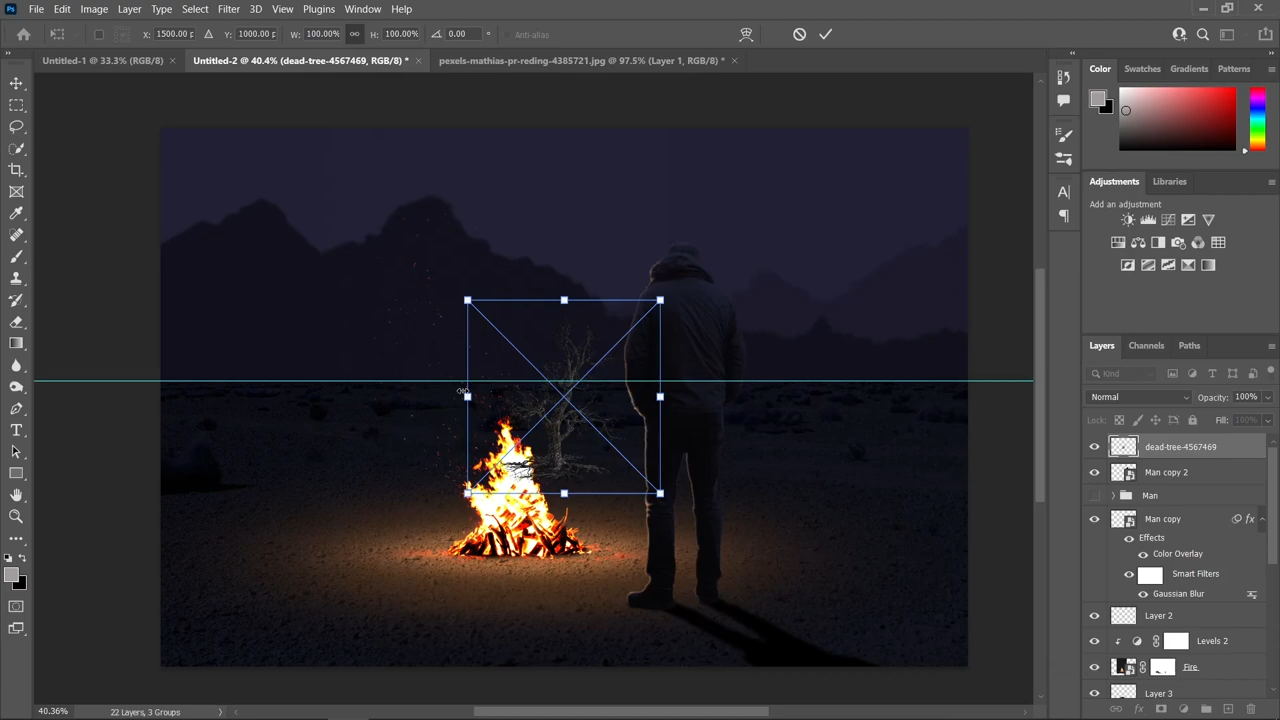 Ps File Edit Image Layer Type Select Filter 3D View Plugins Window Help
X: 1500.00 p Y: 1000.00 p W: 100.00% H: 100.00% 0.00 ° Anti-alias
Untitled-1 @ 33.3% (RGB/8) × Untitled-2 @ 40.4% (dead-tree-4567469, RGB/8) * × pexels-mathias-pr-reding-4385721.jpg @ 97.5% (Layer 1, RGB/8) * ×
Color Swatches Gradients Patterns
Adjustments Libraries
Add an adjustment
Layers Channels Paths
Kind
Normal Opacity: 100%
Lock: Fill: 100%
dead-tree-4567469
Man copy 2
Man
Man copy fx
Effects
Color Overlay
Smart Filters
Gaussian Blur
Layer 2
Levels 2
Fire
Layer 3
40.36% 22 Layers, 3 Groups